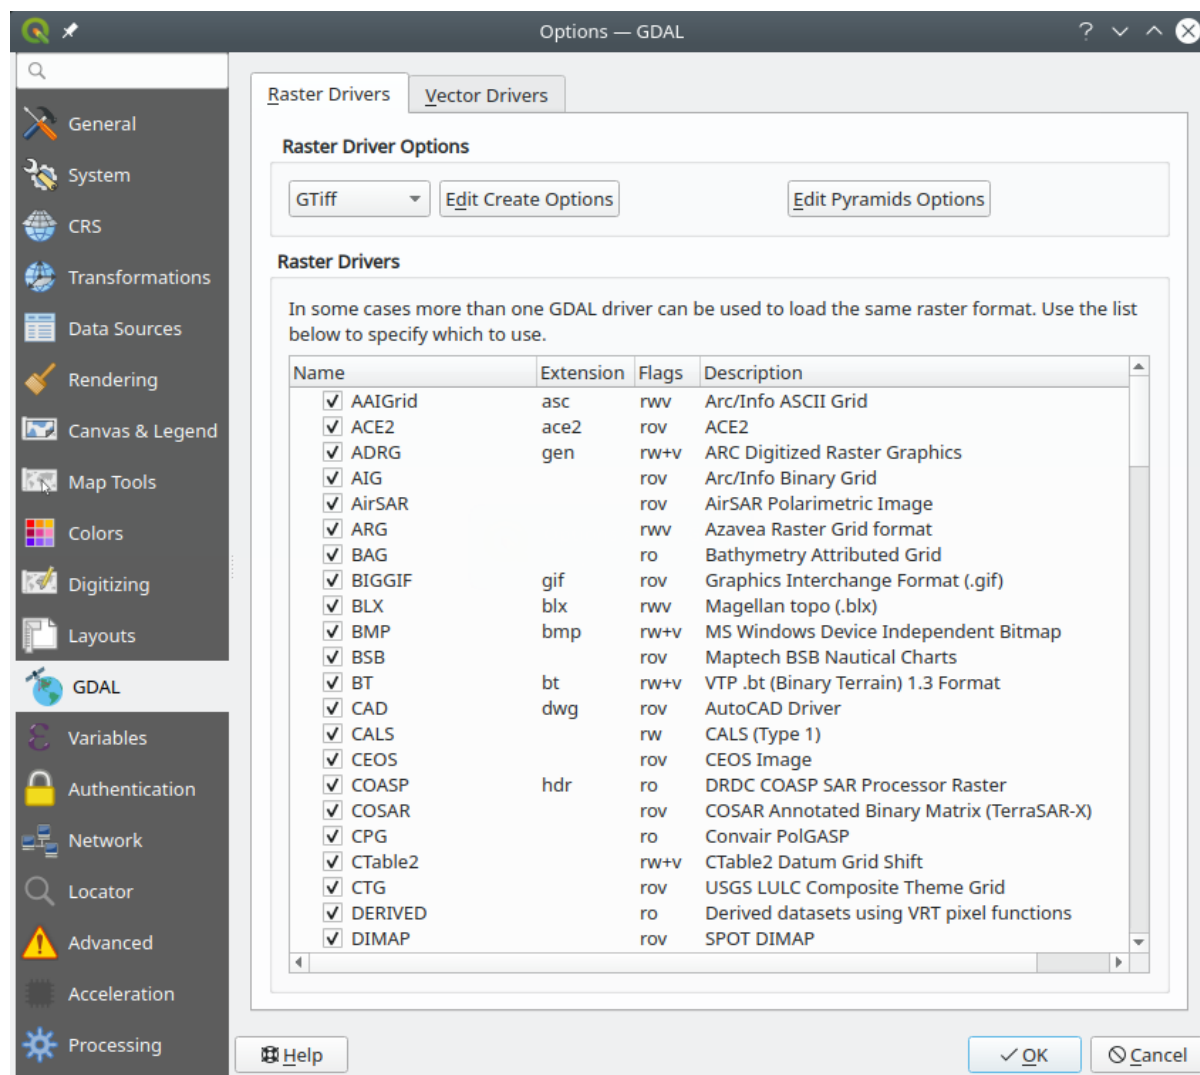 Options — GDAL
General
System
CRS
Transformations
Data Sources
Rendering
Canvas & Legend
Map Tools
Colors
Digitizing
Layouts
GDAL
Variables
Authentication
Network
Locator
Advanced
Acceleration
Processing
Raster Drivers Vector Drivers
Raster Driver Options
GTiff Edit Create Options Edit Pyramids Options
Raster Drivers
In some cases more than one GDAL driver can be used to load the same raster format. Use the list
below to specify which to use.
Name Extension Flags Description
AAIGrid asc rwv Arc/Info ASCII Grid
ACE2 ace2 rov ACE2
ADRG gen rw+v ARC Digitized Raster Graphics
AIG rov Arc/Info Binary Grid
AirSAR rov AirSAR Polarimetric Image
ARG rwv Azavea Raster Grid format
BAG ro Bathymetry Attributed Grid
BIGGIF gif rov Graphics Interchange Format (.gif)
BLX blx rwv Magellan topo (.blx)
BMP bmp rw+v MS Windows Device Independent Bitmap
BSB rov Maptech BSB Nautical Charts
BT bt rw+v VTP .bt (Binary Terrain) 1.3 Format
CAD dwg rov AutoCAD Driver
CALS rw CALS (Type 1)
CEOS rov CEOS Image
COASP hdr ro DRDC COASP SAR Processor Raster
COSAR rov COSAR Annotated Binary Matrix (TerraSAR-X)
CPG ro Convair PolGASP
CTable2 rw+v CTable2 Datum Grid Shift
CTG rov USGS LULC Composite Theme Grid
DERIVED ro Derived datasets using VRT pixel functions
DIMAP rov SPOT DIMAP
Help OK Cancel